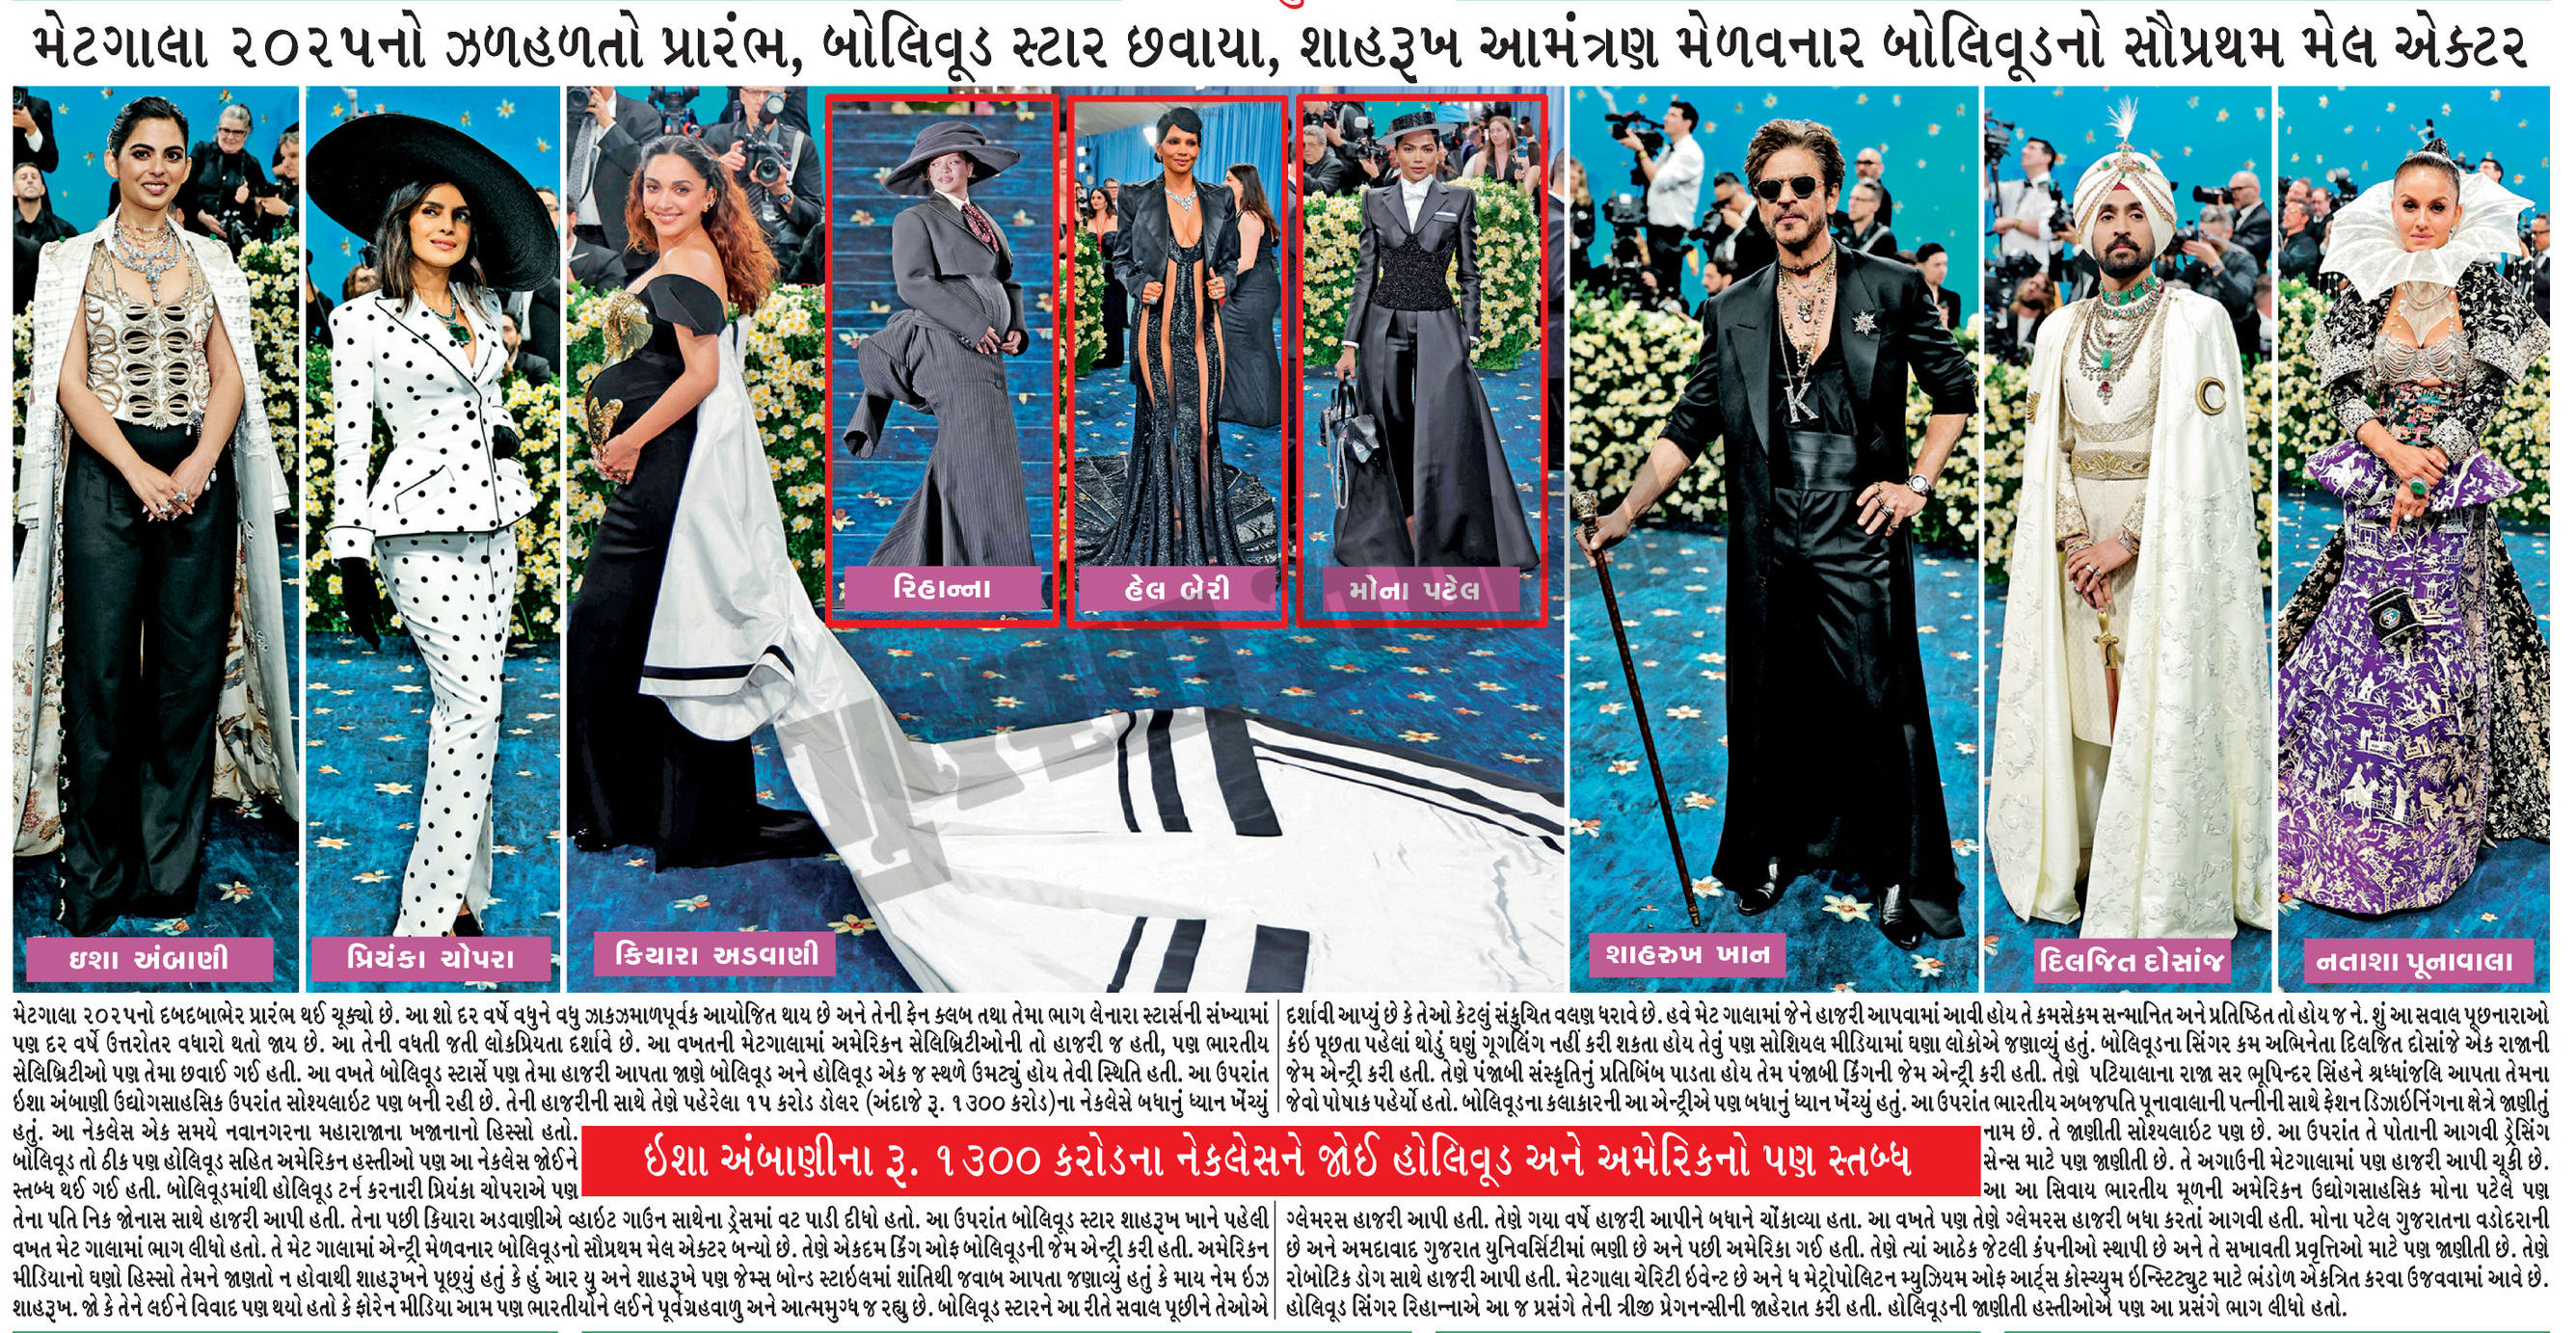 મેટગાલા ૨૦૨૫નો ઝળહળતો પ્રારંભ, બોલિવૂડ સ્ટાર છવાયા, શાહરૂખ આમંત્રણ મેળવનાર બોલિવૂડનો સૌપ્રથમ મેલ એક્ટર
રિહાન્ના
હેલ બેરી
મોના પટેલ
ઇશા અંબાણી
પ્રિયંકા ચોપરા
કિયારા અડવાણી
શાહરુખ ખાન
દિલજિત દોસાંજ
નતાશા પૂનાવાલા
મેટગાલા ૨૦૨૫નો દબદબાભેર પ્રારંભ થઈ ચૂક્યો છે. આ શો દર વર્ષે વધુને વધુ ઝાકઝમાળપૂર્વક આયોજિત થાય છે અને તેની ફેન ક્લબ તથા તેમા ભાગ લેનારા સ્ટાર્સની સંખ્યામાં
પણ દર વર્ષે ઉત્તરોતર વધારો થતો જાય છે. આ તેની વધતી જતી લોકપ્રિયતા દર્શાવે છે. આ વખતની મેટગાલામાં અમેરિકન સેલિબ્રિટીઓની તો હાજરી જ હતી, પણ ભારતીય
સેલિબ્રિટીઓ પણ તેમા છવાઈ ગઈ હતી. આ વખતે બોલિવૂડ સ્ટાર્સે પણ તેમા હાજરી આપતા જાણે બોલિવૂડ અને હોલિવૂડ એક જ સ્થળે ઉમટ્યું હોય તેવી સ્થિતિ હતી. આ ઉપરાંત
ઇશા અંબાણી ઉદ્યોગસાહસિક ઉપરાંત સોશ્યલાઇટ પણ બની રહી છે. તેની હાજરીની સાથે તેણે પહેરેલા ૧૫ કરોડ ડોલર (અંદાજે રૂ. ૧૩૦૦ કરોડ)ના નેકલેસે બધાનું ધ્યાન ખેંચ્યું
હતું. આ નેકલેસ એક સમયે નવાનગરના મહારાજાના ખજાનાનો હિસ્સો હતો.
બોલિવૂડ તો ઠીક પણ હોલિવૂડ સહિત અમેરિકન હસ્તીઓ પણ આ નેકલેસ જોઈને
સ્તબ્ધ થઈ ગઈ હતી. બોલિવૂડમાંથી હોલિવૂડ ટર્ન કરનારી પ્રિયંકા ચોપરાએ પણ
તેના પતિ નિક જોનાસ સાથે હાજરી આપી હતી. તેના પછી કિયારા અડવાણીએ વ્હાઇટ ગાઉન સાથેના ડ્રેસમાં વટ પાડી દીધો હતો. આ ઉપરાંત બોલિવૂડ સ્ટાર શાહરૂખ ખાને પહેલી
વખત મેટ ગાલામાં ભાગ લીધો હતો. તે મેટ ગાલામાં એન્ટ્રી મેળવનાર બોલિવૂડનો સૌપ્રથમ મેલ એક્ટર બન્યો છે. તેણે એકદમ કિંગ ઓફ બોલિવૂડની જેમ એન્ટ્રી કરી હતી. અમેરિકન
મીડિયાનો ઘણો હિસ્સો તેમને જાણતો ન હોવાથી શાહરૂખને પૂછ્યું હતું કે હું આર યુ અને શાહરૂખે પણ જેમ્સ બોન્ડ સ્ટાઇલમાં શાંતિથી જવાબ આપતા જણાવ્યું હતું કે માય નેમ ઇઝ
શાહરૂખ. જો કે તેને લઈને વિવાદ પણ થયો હતો કે ફોરેન મીડિયા આમ પણ ભારતીયોને લઈને પૂર્વગ્રહવાળુ અને આત્મમુગ્ધ જ રહ્યુ છે. બોલિવૂડ સ્ટારને આ રીતે સવાલ પૂછીને તેઓએ
ઇશા અંબાણીના રૂ. ૧૩૦૦ કરોડના નેકલેસને જોઈ હોલિવૂડ અને અમેરિકનો પણ સ્તબ્ધ
દર્શાવી આપ્યું છે કે તેઓ કેટલું સંકુચિત વલણ ધરાવે છે. હવે મેટ ગાલામાં જેને હાજરી આપવામાં આવી હોય તે કમસેકમ સન્માનિત અને પ્રતિષ્ઠિત તો હોય જ ને. શું આ સવાલ પૂછનારાઓ
કંઇ પૂછતા પહેલાં થોડું ઘણું ગૂગલિંગ નહીં કરી શકતા હોય તેવું પણ સોશિયલ મીડિયામાં ઘણા લોકોએ જણાવ્યું હતું. બોલિવૂડના સિંગર કમ અભિનેતા દિલજિત દોસાંજે એક રાજાની
જેમ એન્ટ્રી કરી હતી. તેણે પંજાબી સંસ્કૃતિનું પ્રતિબિંબ પાડતા હોય તેમ પંજાબી કિંગની જેમ એન્ટ્રી કરી હતી. તેણે પટિયાલાના રાજા સર ભૂપિન્દર સિંહને શ્રધ્ધાંજલિ આપતા તેમના
જેવો પોષાક પહેર્યો હતો. બોલિવૂડના કલાકારની આ એન્ટ્રીએ પણ બધાનું ધ્યાન ખેંચ્યું હતું. આ ઉપરાંત ભારતીય અબજપતિ પૂનાવાલાની પત્નીની સાથે ફેશન ડિઝાઇનિંગના ક્ષેત્રે જાણીતું
નામ છે. તે જાણીતી સોશ્યલાઇટ પણ છે. આ ઉપરાંત તે પોતાની આગવી ડ્રેસિંગ
સેન્સ માટે પણ જાણીતી છે. તે અગાઉની મેટગાલામાં પણ હાજરી આપી ચૂકી છે.
આ આ સિવાય ભારતીય મૂળની અમેરિકન ઉદ્યોગસાહસિક મોના પટેલે પણ
ગ્લેમરસ હાજરી આપી હતી. તેણે ગયા વર્ષે હાજરી આપીને બધાને ચોંકાવ્યા હતા. આ વખતે પણ તેણે ગ્લેમરસ હાજરી બધા કરતાં આગવી હતી. મોના પટેલ ગુજરાતના વડોદરાની
છે અને અમદાવાદ ગુજરાત યુનિવર્સિટીમાં ભણી છે અને પછી અમેરિકા ગઈ હતી. તેણે ત્યાં આઠેક જેટલી કંપનીઓ સ્થાપી છે અને તે સખાવતી પ્રવૃત્તિઓ માટે પણ જાણીતી છે. તેણે
રોબોટિક ડોગ સાથે હાજરી આપી હતી. મેટગાલા ચેરિટી ઇવેન્ટ છે અને ધ મેટ્રોપોલિટન મ્યુઝિયમ ઓફ આર્ટ્સ કોસ્ચ્યુમ ઇન્સ્ટિટ્યુટ માટે ભંડોળ એકત્રિત કરવા ઉજવવામાં આવે છે.
હોલિવૂડ સિંગર રિહાન્નાએ આ જ પ્રસંગે તેની ત્રીજી પ્રેગનન્સીની જાહેરાત કરી હતી. હોલિવૂડની જાણીતી હસ્તીઓએ પણ આ પ્રસંગે ભાગ લીધો હતો.